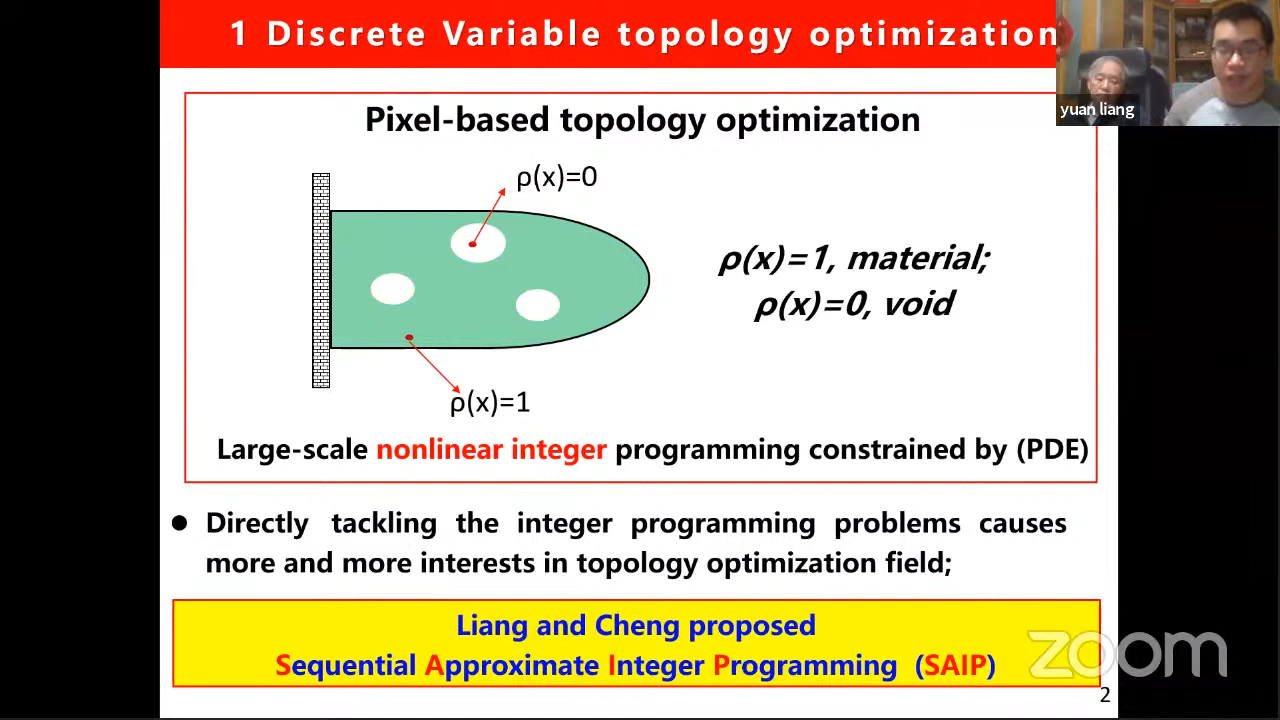 1 Discrete Variable topology optimization
yuan liang
Pixel-based topology optimization
ρ(x)=0
ρ(x)=1, material;
ρ(x)=0, void
ρ(x)=1
Large-scale nonlinear integer programming constrained by (PDE)
● Directly tackling the integer programming problems causes
more and more interests in topology optimization field;
Liang and Cheng proposed
Sequential Approximate Integer Programming (SAIP)
zoom
2